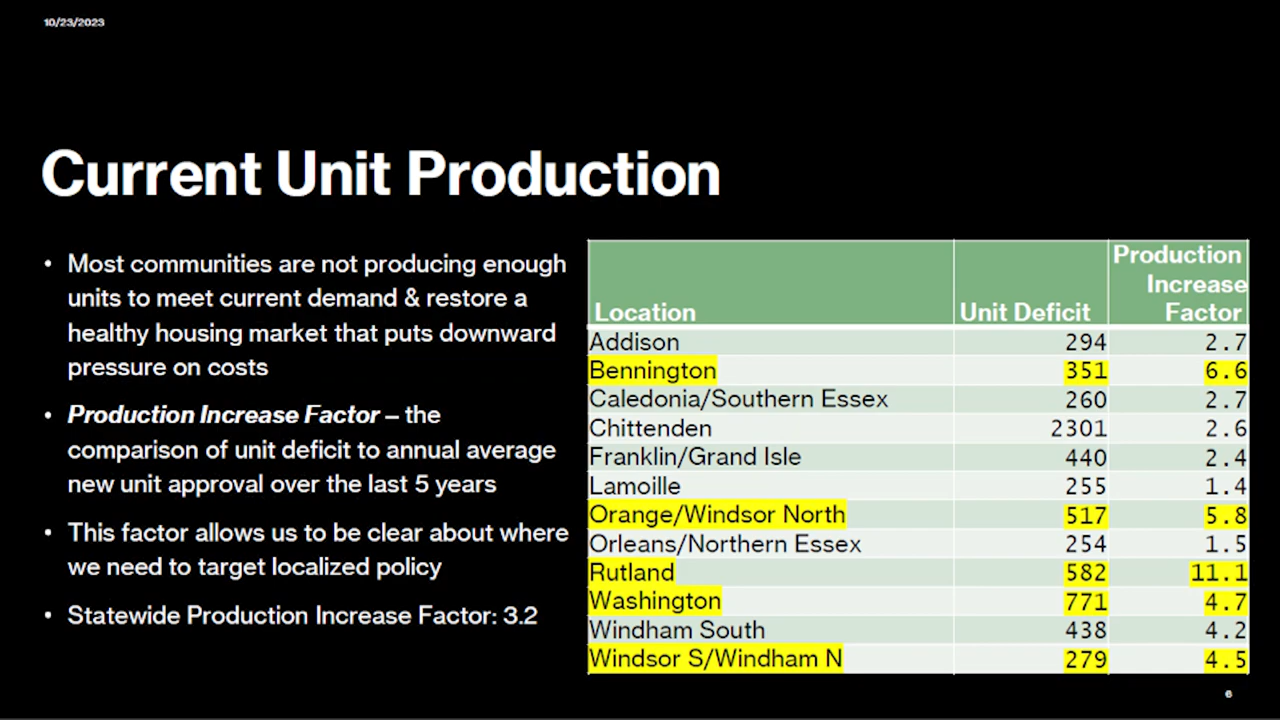 10/23/2023
Current Unit Production
• Most communities are not producing enough
units to meet current demand & restore a
healthy housing market that puts downward
pressure on costs
• Production Increase Factor – the
comparison of unit deficit to annual average
new unit approval over the last 5 years
• This factor allows us to be clear about where
we need to target localized policy
• Statewide Production Increase Factor: 3.2
Location Unit Deficit Production Increase Factor
Addison 294 2.7
Bennington 351 6.6
Caledonia/Southern Essex 260 2.7
Chittenden 2301 2.6
Franklin/Grand Isle 440 2.4
Lamoille 255 1.4
Orange/Windsor North 517 5.8
Orleans/Northern Essex 254 1.5
Rutland 582 11.1
Washington 771 4.7
Windham South 438 4.2
Windsor S/Windham N 279 4.5
6